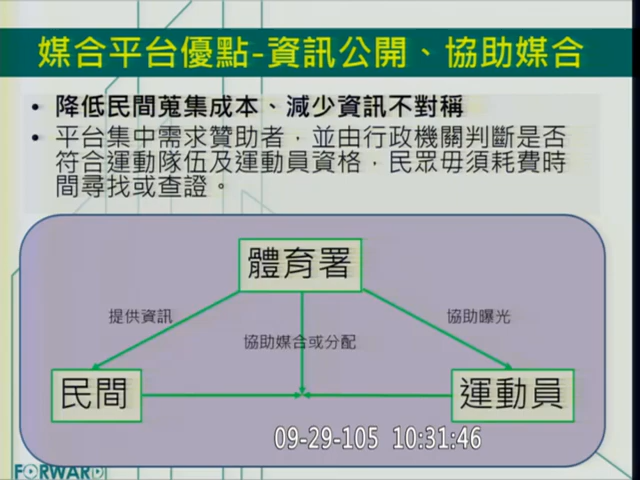 媒合平台優點-資訊公開、協助媒合
• 降低民間蒐集成本、減少資訊不對稱
• 平台集中需求贊助者，並由行政機關判斷是否
符合運動隊伍及運動員資格，民眾毋須耗費時
間尋找或查證。
體育署
提供資訊
協助曝光
協助媒合或分配
民間
運動員
09-29-105 10:31:46
FORWARD